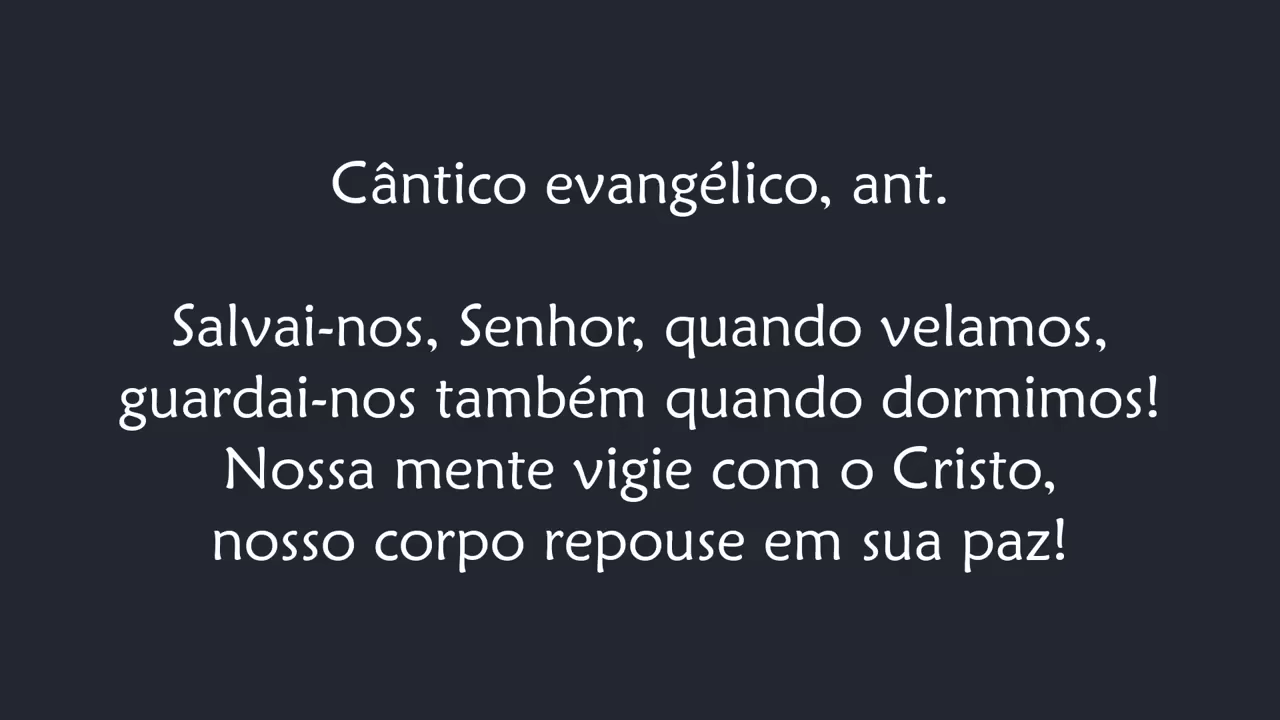 Cântico evangélico, ant.
Salvai-nos, Senhor, quando velamos,
guardai-nos também quando dormimos!
Nossa mente vigie com o Cristo,
nosso corpo repouse em sua paz!